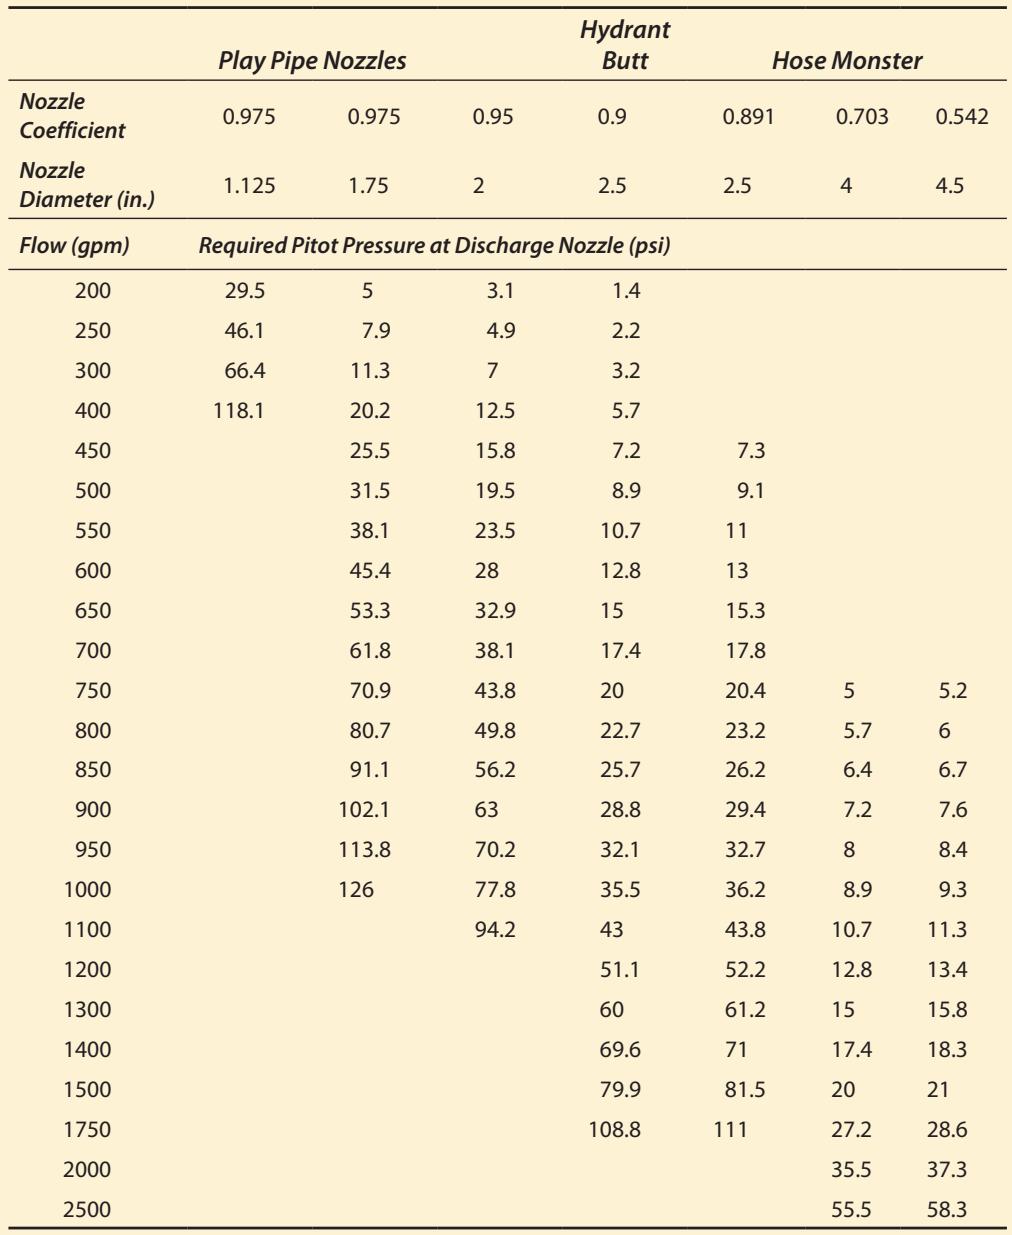 Play Pipe Nozzles Hydrant Butt Hose Monster
Nozzle Coefficient 0.975 0.975 0.95 0.9 0.891 0.703 0.542
Nozzle Diameter (in.) 1.125 1.75 2 2.5 2.5 4 4.5
Flow (gpm) Required Pitot Pressure at Discharge Nozzle (psi)
200 29.5 5 3.1 1.4
250 46.1 7.9 4.9 2.2
300 66.4 11.3 7 3.2
400 118.1 20.2 12.5 5.7
450 25.5 15.8 7.2 7.3
500 31.5 19.5 8.9 9.1
550 38.1 23.5 10.7 11
600 45.4 28 12.8 13
650 53.3 32.9 15 15.3
700 61.8 38.1 17.4 17.8
750 70.9 43.8 20 20.4 5 5.2
800 80.7 49.8 22.7 23.2 5.7 6
850 91.1 56.2 25.7 26.2 6.4 6.7
900 102.1 63 28.8 29.4 7.2 7.6
950 113.8 70.2 32.1 32.7 8 8.4
1000 126 77.8 35.5 36.2 8.9 9.3
1100 94.2 43 43.8 10.7 11.3
1200 51.1 52.2 12.8 13.4
1300 60 61.2 15 15.8
1400 69.6 71 17.4 18.3
1500 79.9 81.5 20 21
1750 108.8 111 27.2 28.6
2000 35.5 37.3
2500 55.5 58.3